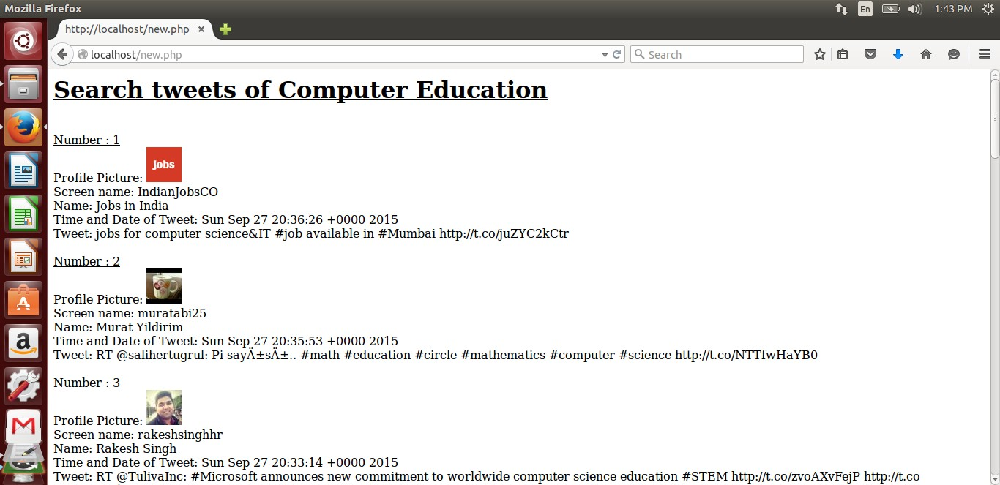 Mozilla Firefox
En
1:43 PM
http://localhost/new.php
localhost/new.php
Search
Search tweets of Computer Education
Number : 1
Jobs
Profile Picture:
Screen name: IndianJobsCO
Name: Jobs in India
Time and Date of Tweet: Sun Sep 27 20:36:26 +0000 2015
Tweet: jobs for computer science&IT #job available in #Mumbai http://t.co/juZYC2kCtr
Number : 2
Profile Picture:
Screen name: muratabi25
Name: Murat Yildirim
Time and Date of Tweet: Sun Sep 27 20:35:53 +0000 2015
Tweet: RT @salihertugrul: Pi sayÄ±sÄ±.. #math #education #circle #mathematics #computer #science http://t.co/NTTfwHaYB0
Number : 3
Profile Picture:
Screen name: rakeshsinghhr
Name: Rakesh Singh
Time and Date of Tweet: Sun Sep 27 20:33:14 +0000 2015
Tweet: RT @TulivaInc: #Microsoft announces new commitment to worldwide computer science education #STEM http://t.co/zvoAXvFejP http://t.co